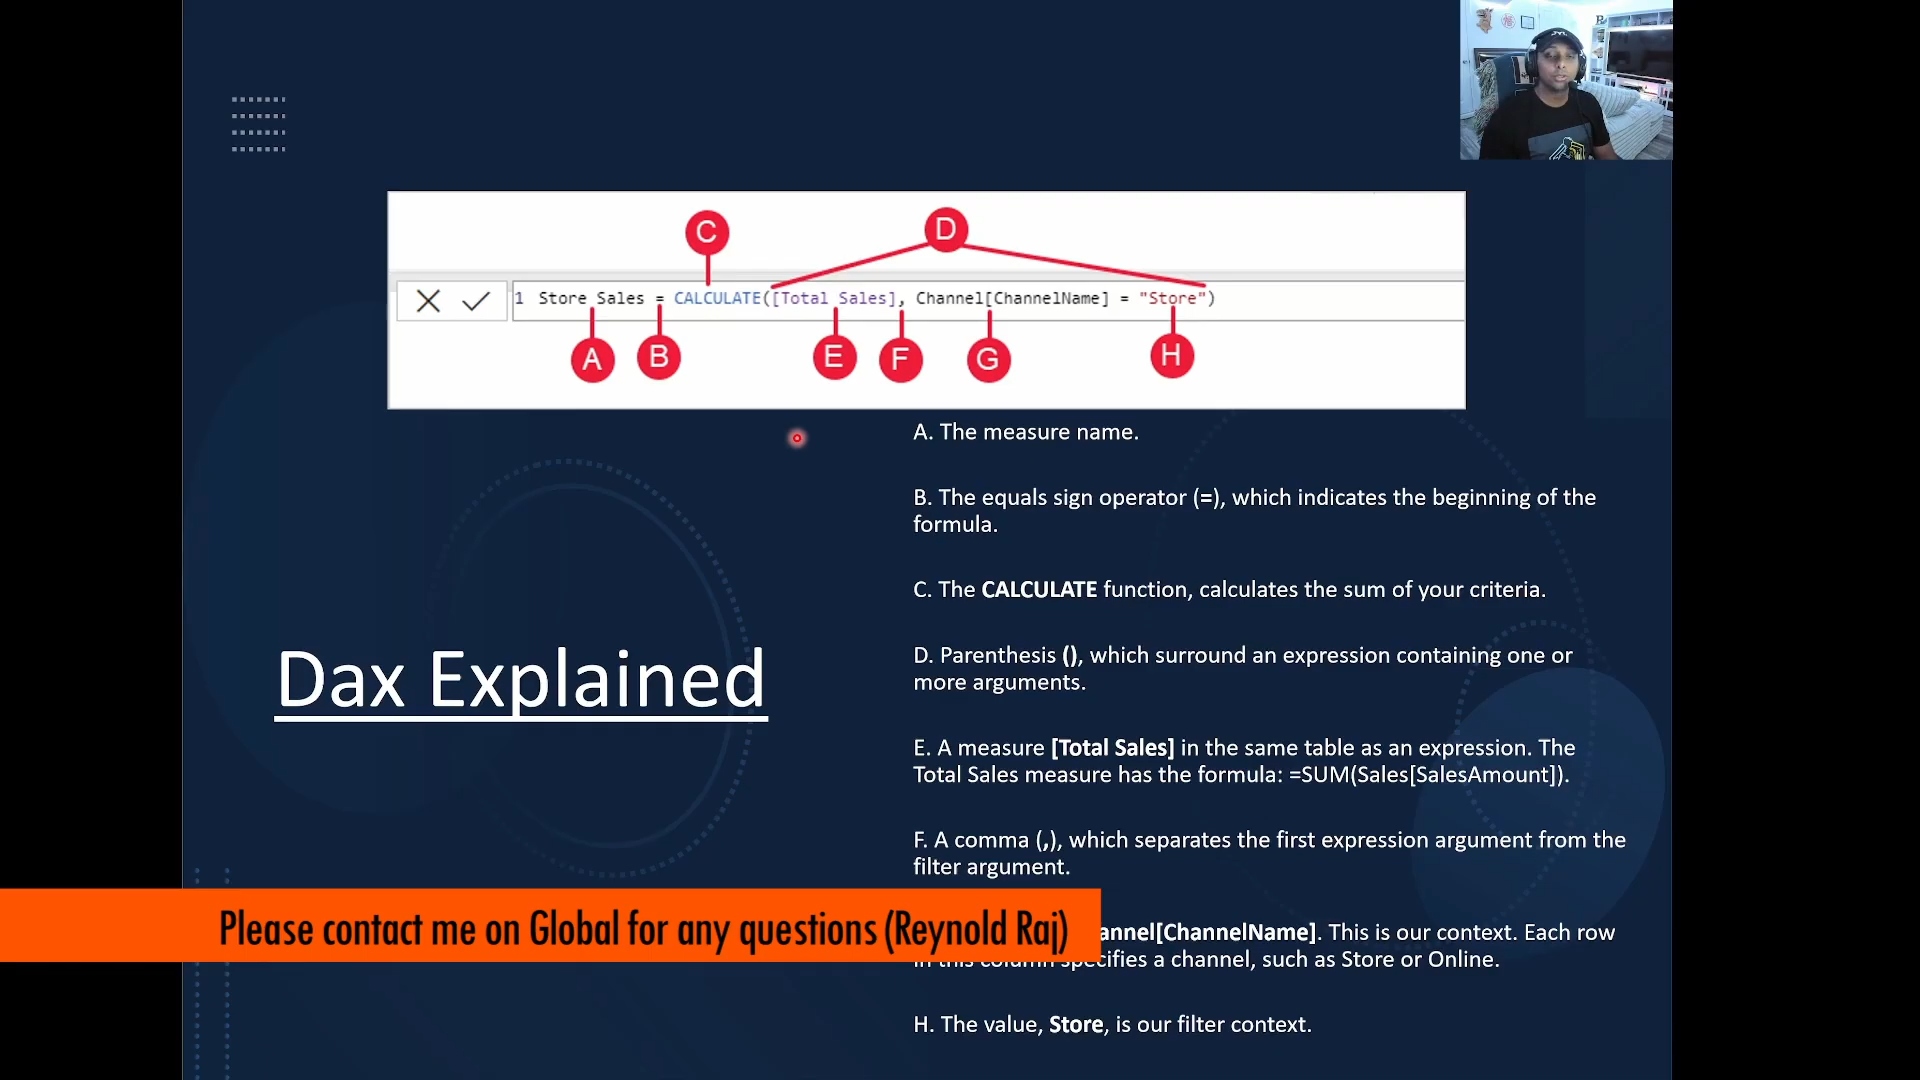 C
D
1 Store Sales = CALCULATE([Total Sales], Channel[ChannelName] = "Store")
A
B
E
F
G
H
A. The measure name.
B. The equals sign operator (=), which indicates the beginning of the
formula.
C. The CALCULATE function, calculates the sum of your criteria.
Dax Explained
D. Parenthesis (), which surround an expression containing one or
more arguments.
E. A measure [Total Sales] in the same table as an expression. The
Total Sales measure has the formula: =SUM(Sales[SalesAmount]).
F. A comma (,), which separates the first expression argument from the
filter argument.
Please contact me on Global for any questions (Reynold Raj)
annel[ChannelName]. This is our context. Each row
in this column specifies a channel, such as Store or Online.
H. The value, Store, is our filter context.